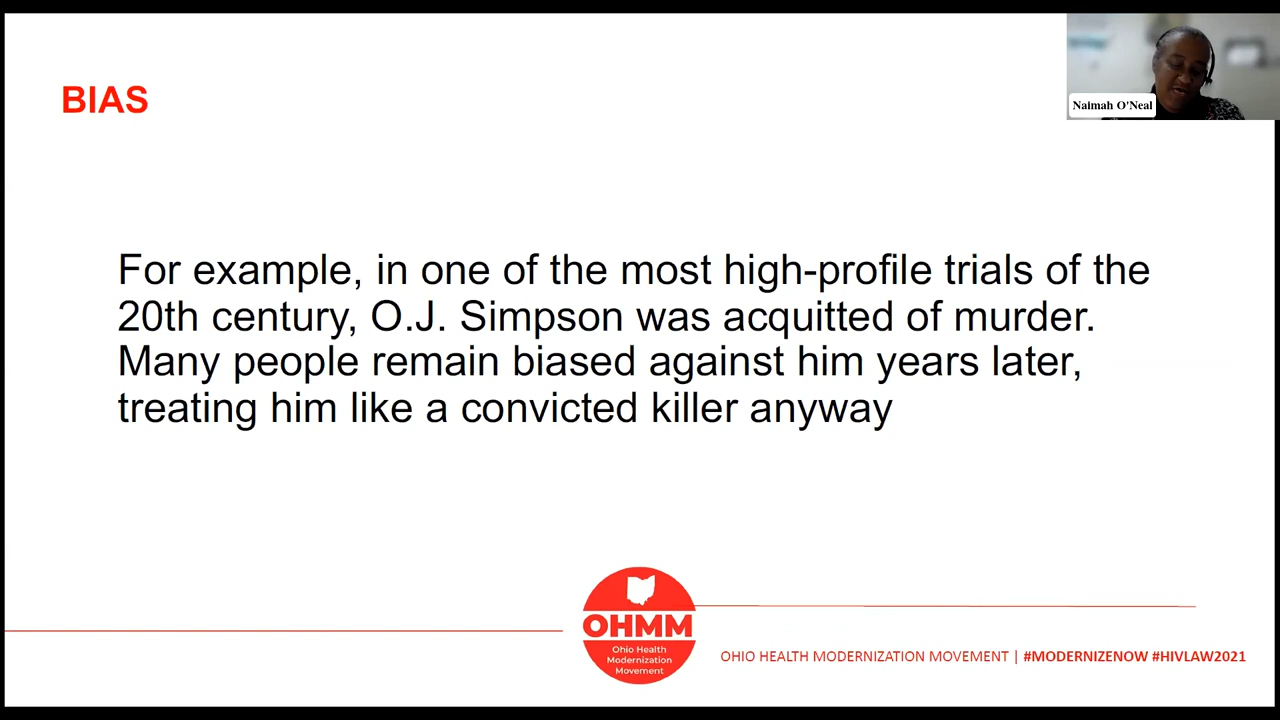 BIAS
Naimah O'Neal
For example, in one of the most high-profile trials of the
20th century, O.J. Simpson was acquitted of murder.
Many people remain biased against him years later,
treating him like a convicted killer anyway
OHMM
Ohio Health
Modernization
Movement
OHIO HEALTH MODERNIZATION MOVEMENT | #MODERNIZENOW #HIVLAW2021